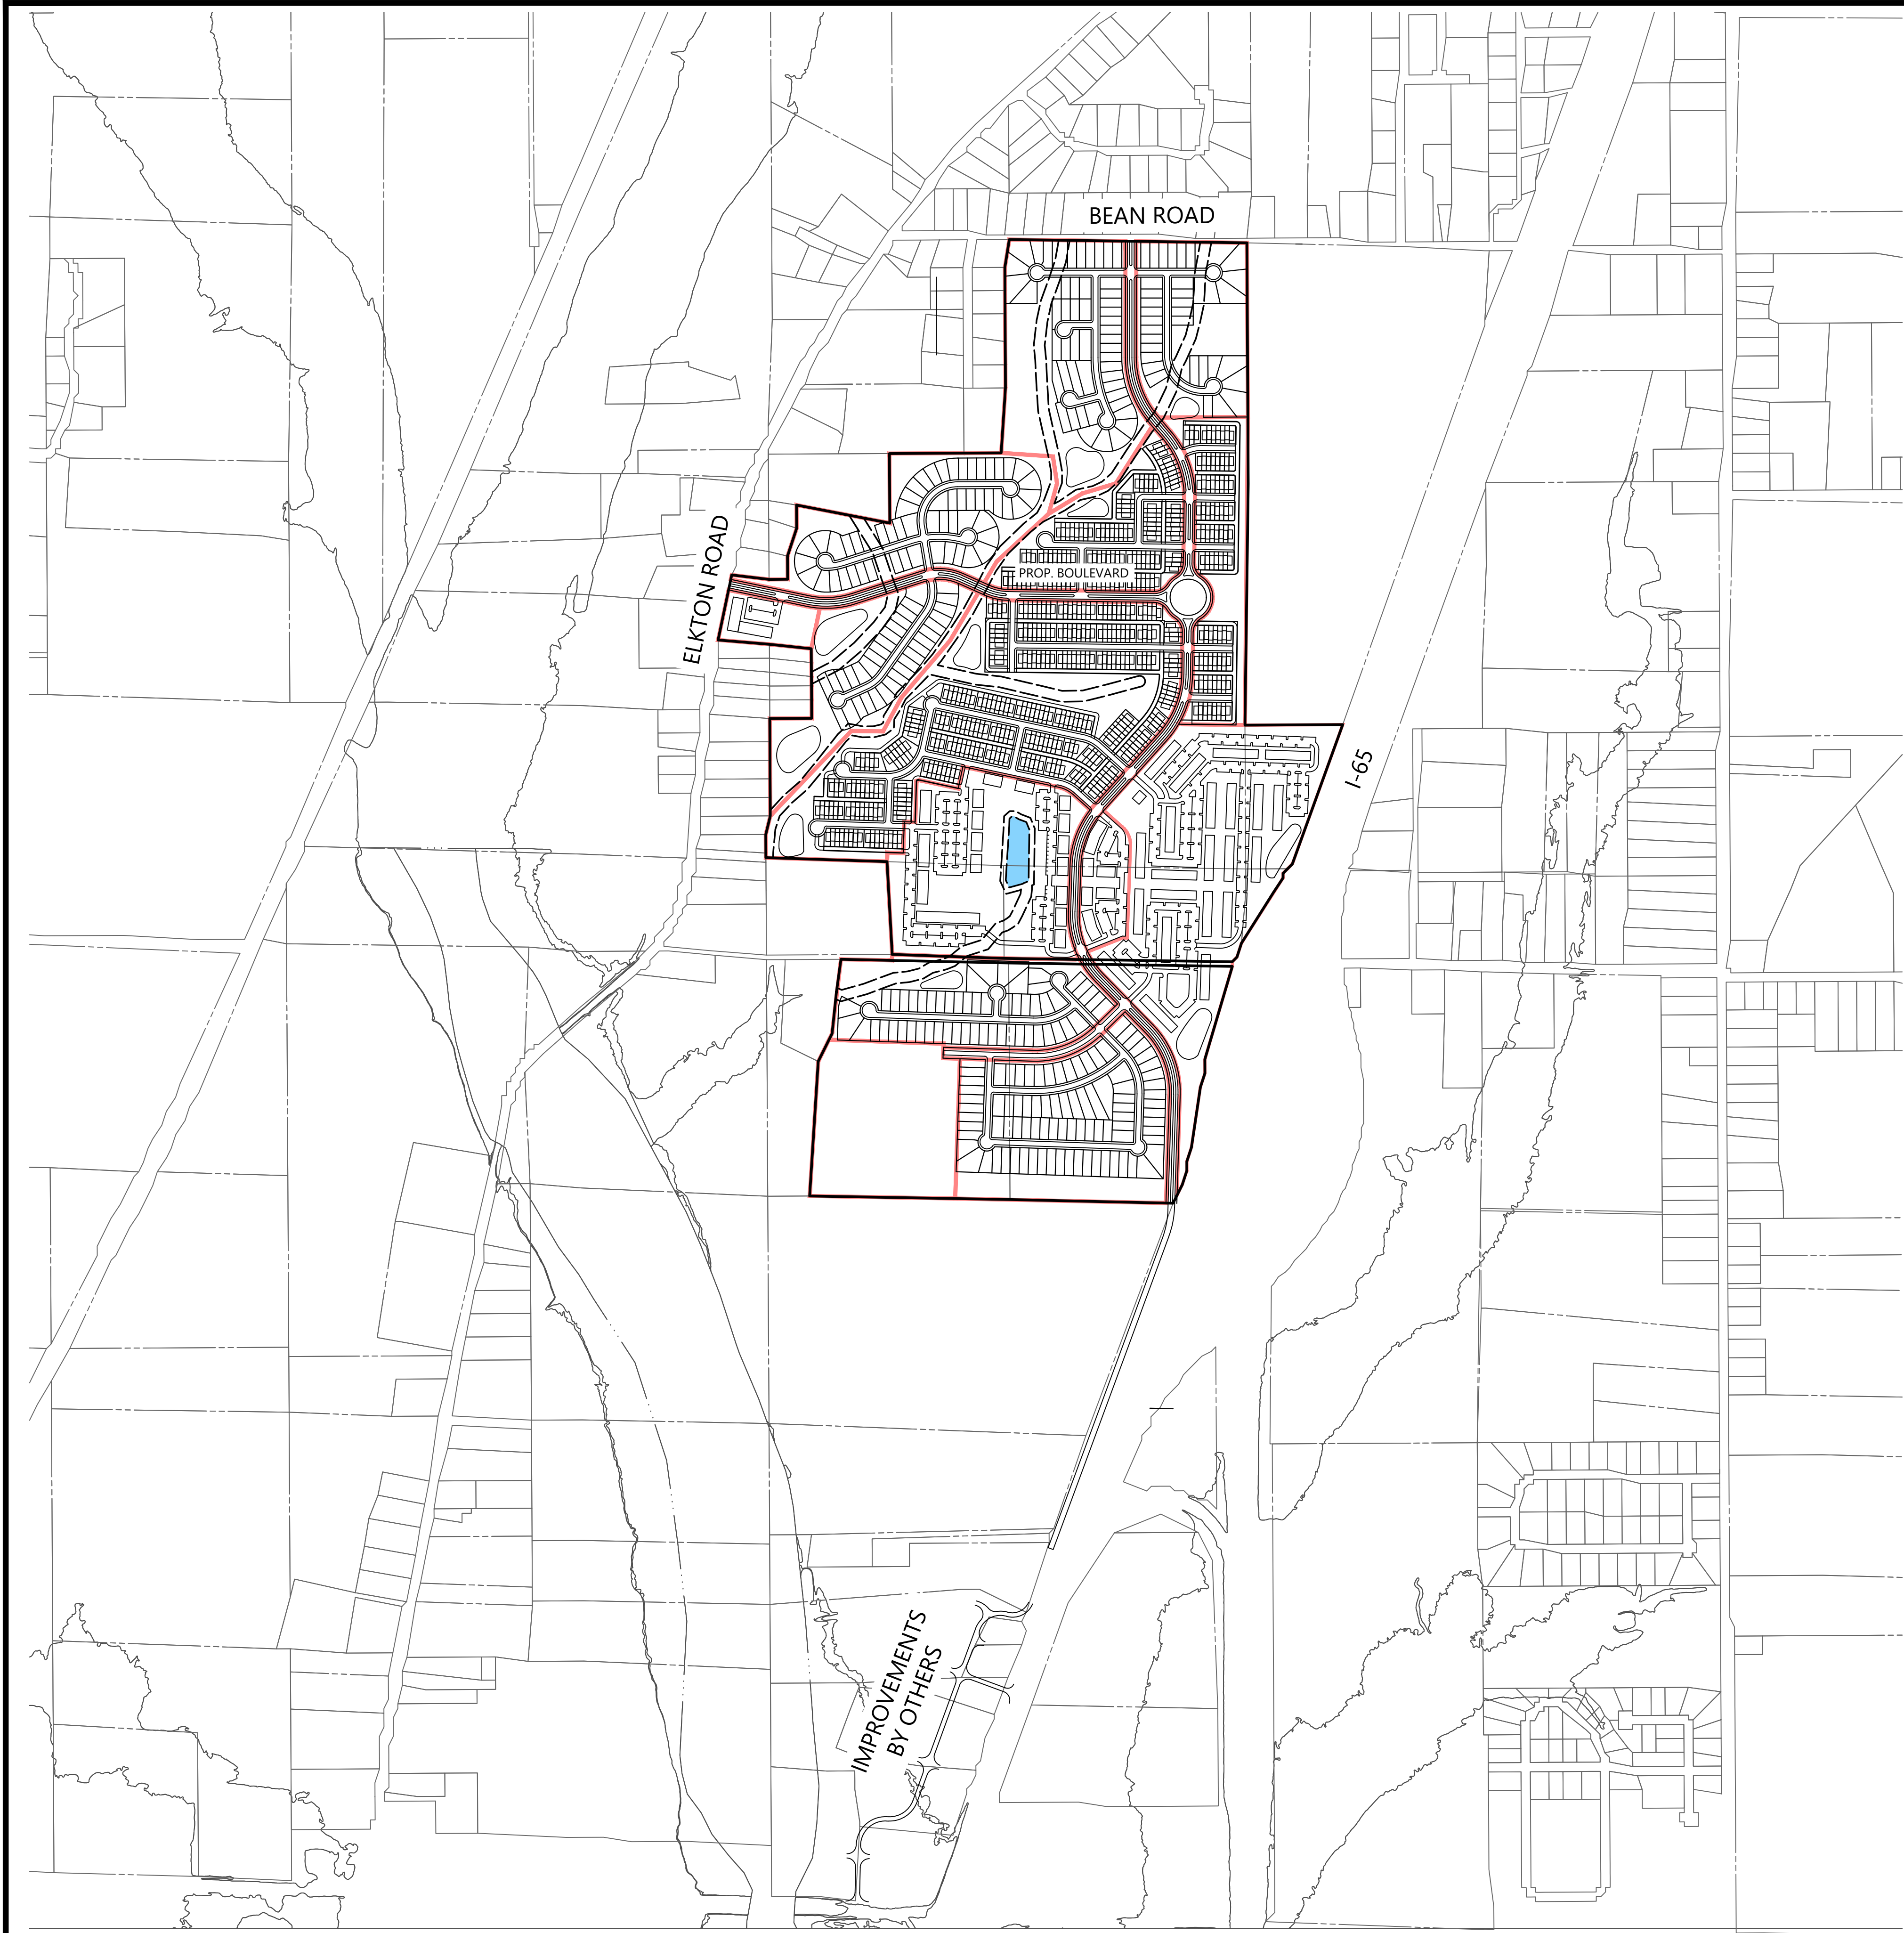 BEAN ROAD
ELKTON ROAD
PROP. BOULEVARD
I-65
IMPROVEMENTS
BY OTHERS